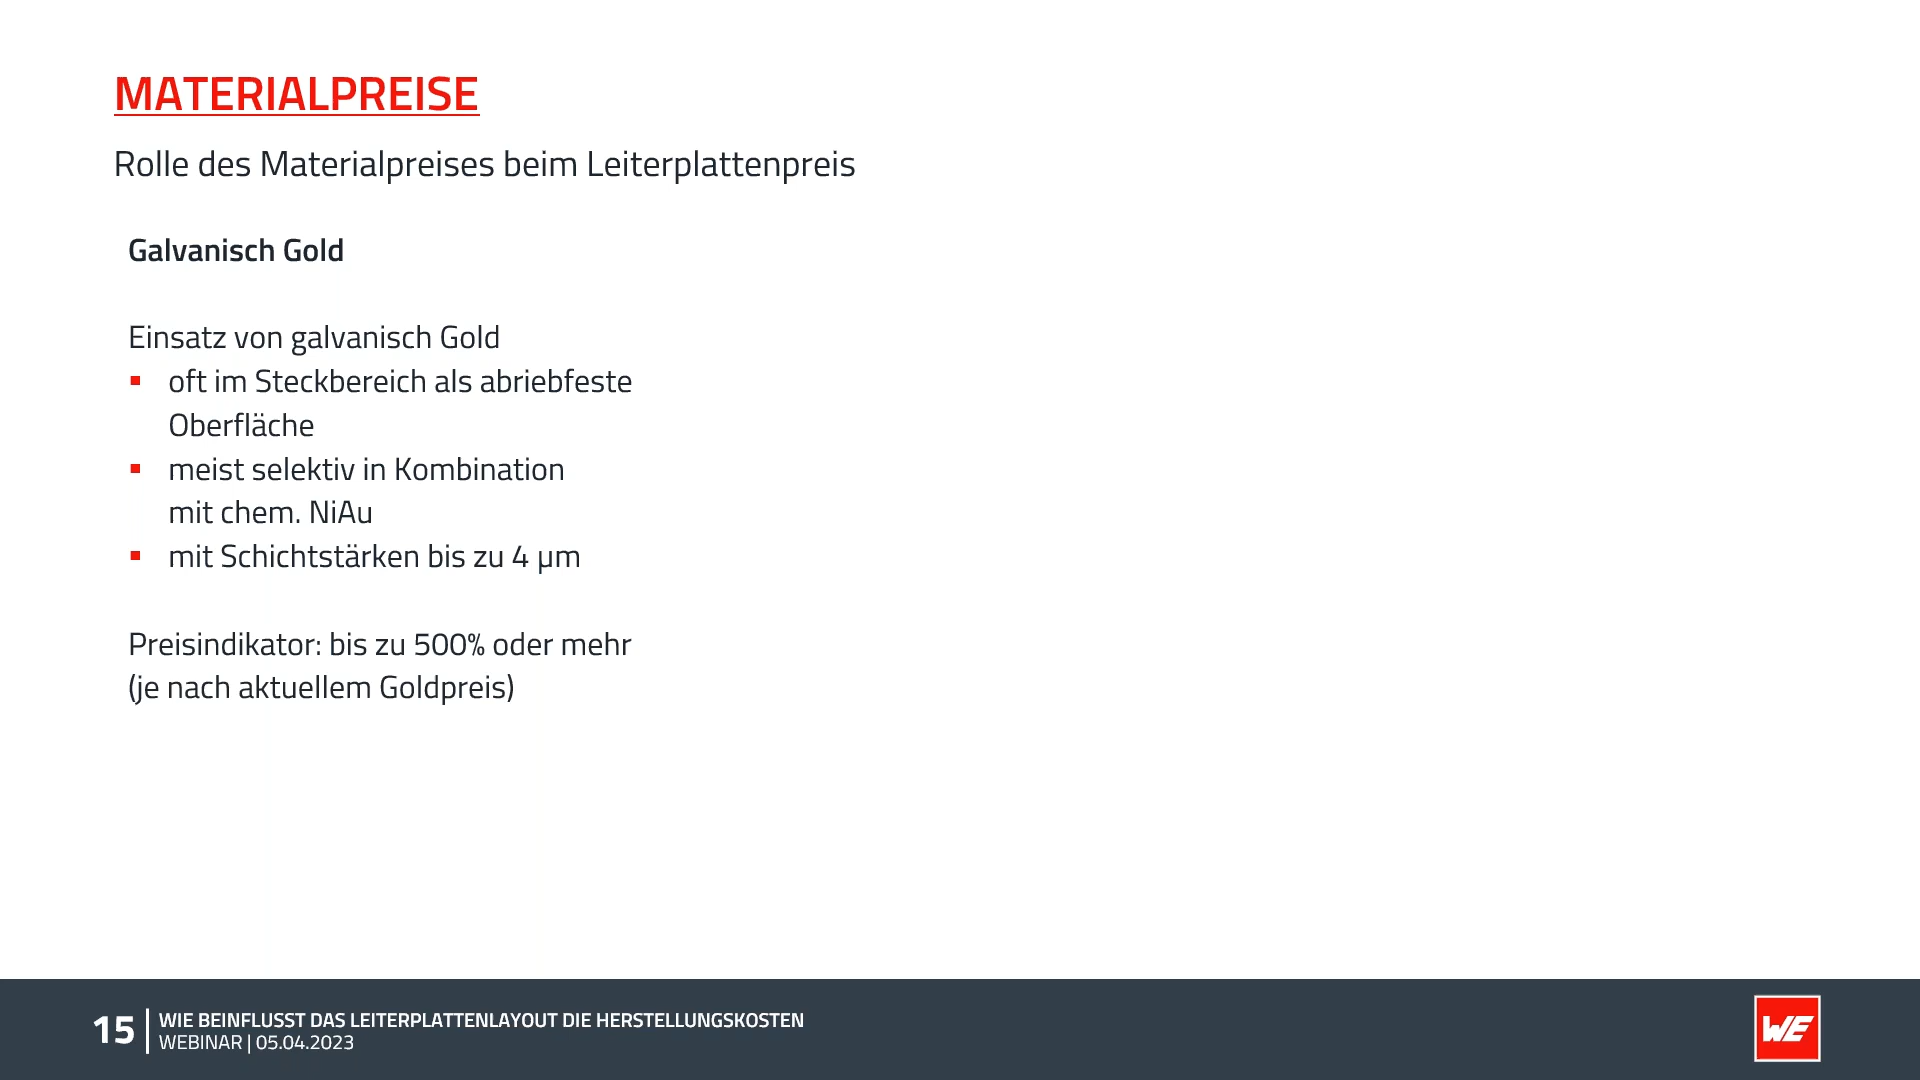 MATERIALPREISE
Rolle des Materialpreises beim Leiterplattenpreis
Galvanisch Gold
Einsatz von galvanisch Gold
▪ oft im Steckbereich als abriebfeste
Oberfläche
▪ meist selektiv in Kombination
mit chem. NiAu
▪ mit Schichtstärken bis zu 4 µm
Preisindikator: bis zu 500% oder mehr
(je nach aktuellem Goldpreis)
15
WIE BEINFLUSST DAS LEITERPLATTENLAYOUT DIE HERSTELLUNGSKOSTEN
WEBINAR | 05.04.2023
WE